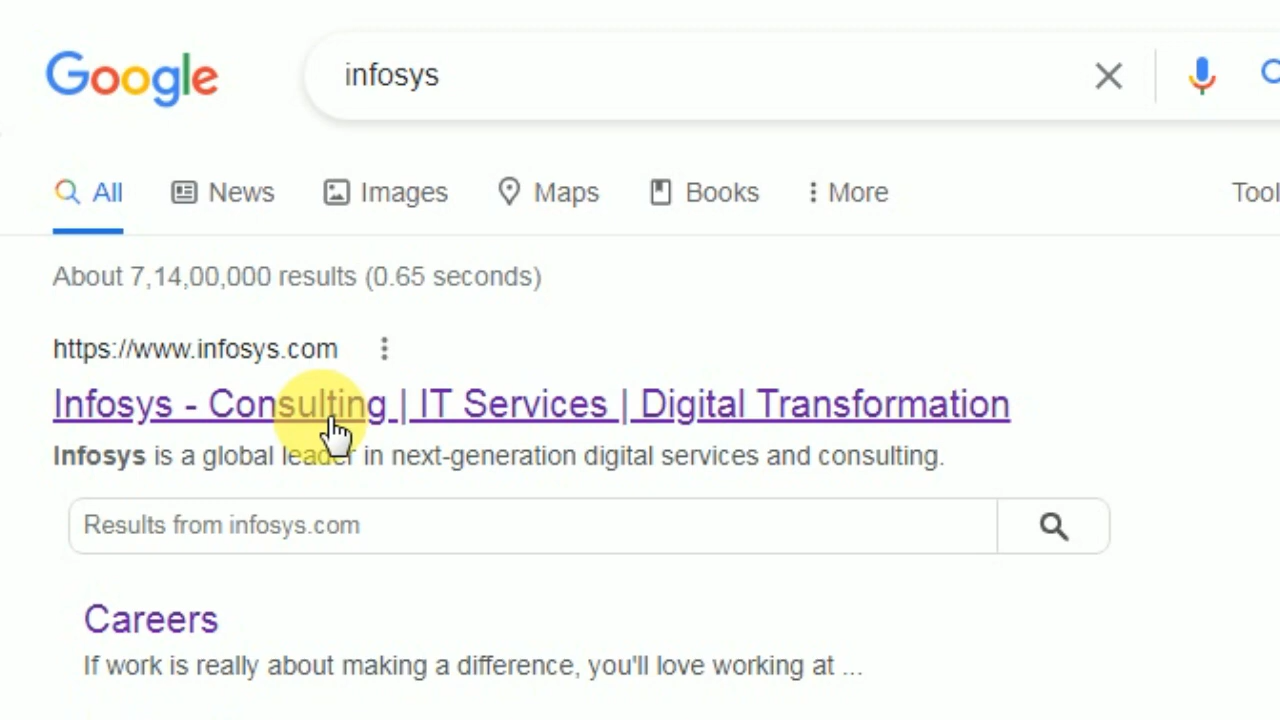 Google infosys
All News Images Maps Books More Tool
About 7,14,00,000 results (0.65 seconds)
https://www.infosys.com
Infosys - Consulting | IT Services | Digital Transformation
Infosys is a global leader in next-generation digital services and consulting.
Results from infosys.com
Careers
If work is really about making a difference, you'll love working at ...